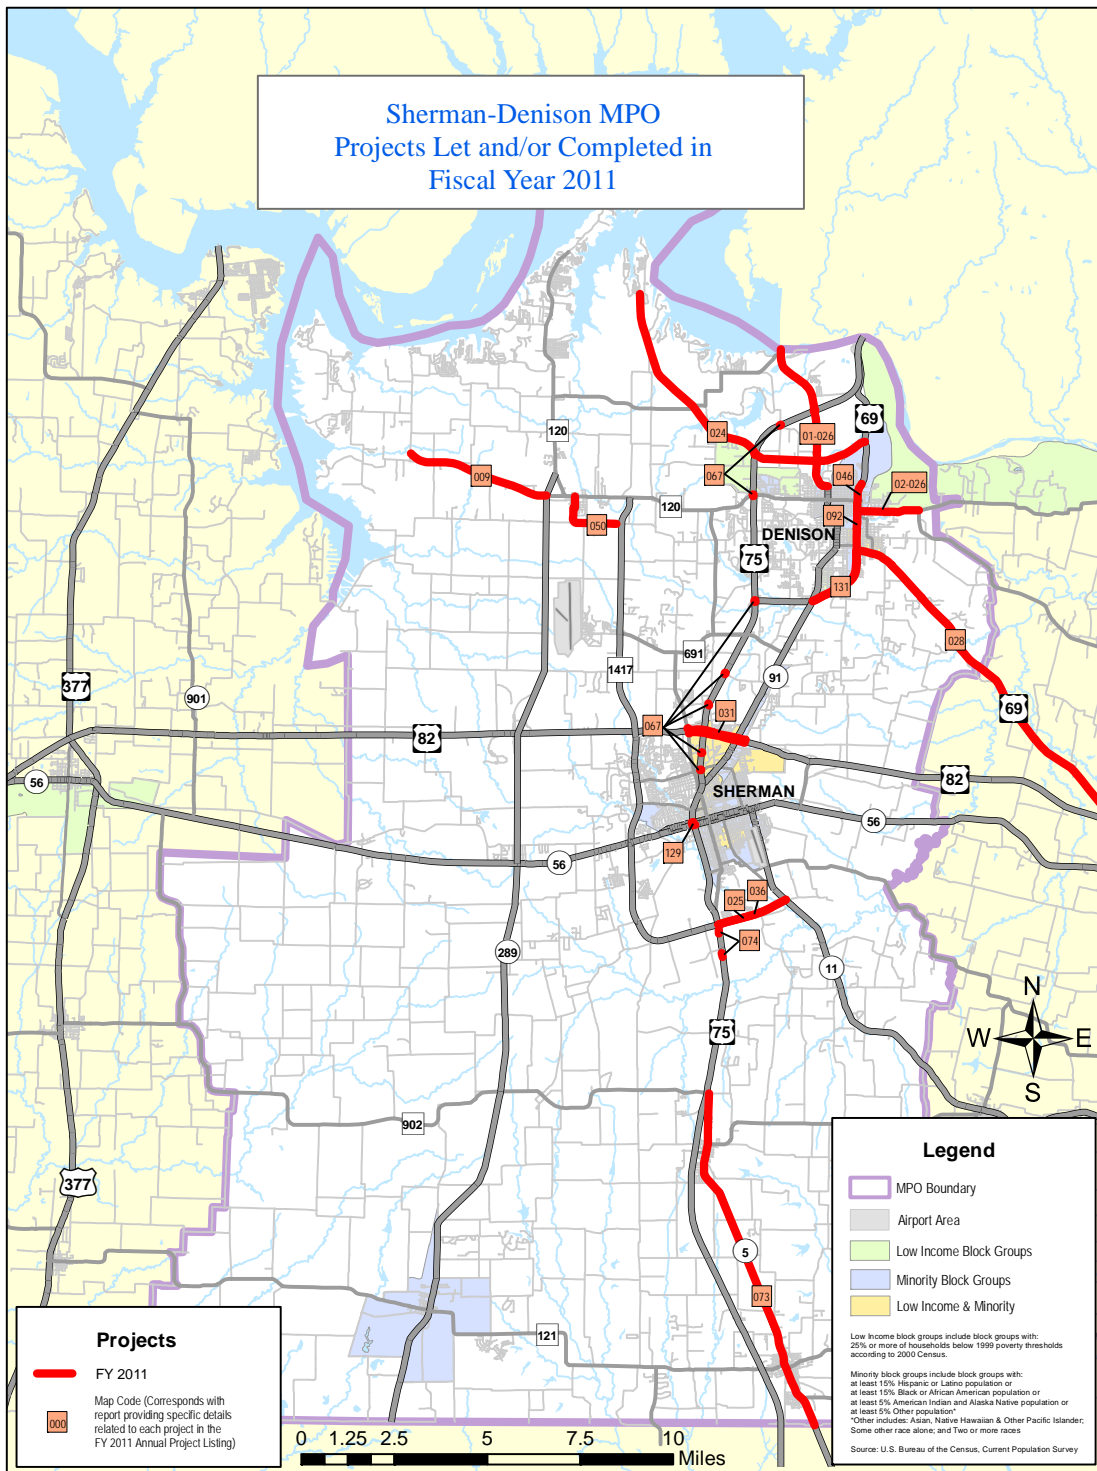 Sherman-Denison MPO
Projects Let and/or Completed in
Fiscal Year 2011
120
69
024
01-026
009
067
046
02-026
120
050
092
DENISON
75
131
028
691
1417
91
377
901
69
067
031
82
82
56
SHERMAN
56
56
129
025
036
074
289
11
75
N
W
E
S
902
377
5
073
121
Legend
MPO Boundary
Airport Area
Low Income Block Groups
Minority Block Groups
Low Income & Minority
Low Income block groups include block groups with:
25% or more of households below 1999 poverty thresholds
according to 2000 Census.
Minority block groups include block groups with:
at least 15% Hispanic or Latino population or
at least 15% Black or African American population or
at least 5% American Indian and Alaska Native population or
at least 5% Other population*
*Other includes: Asian, Native Hawaiian & Other Pacific Islander;
Some other race alone; and Two or more races
Source: U.S. Bureau of the Census, Current Population Survey
Projects
FY 2011
000
Map Code (Corresponds with
report providing specific details
related to each project in the
FY 2011 Annual Project Listing)
0 1.25 2.5 5 7.5 10
Miles